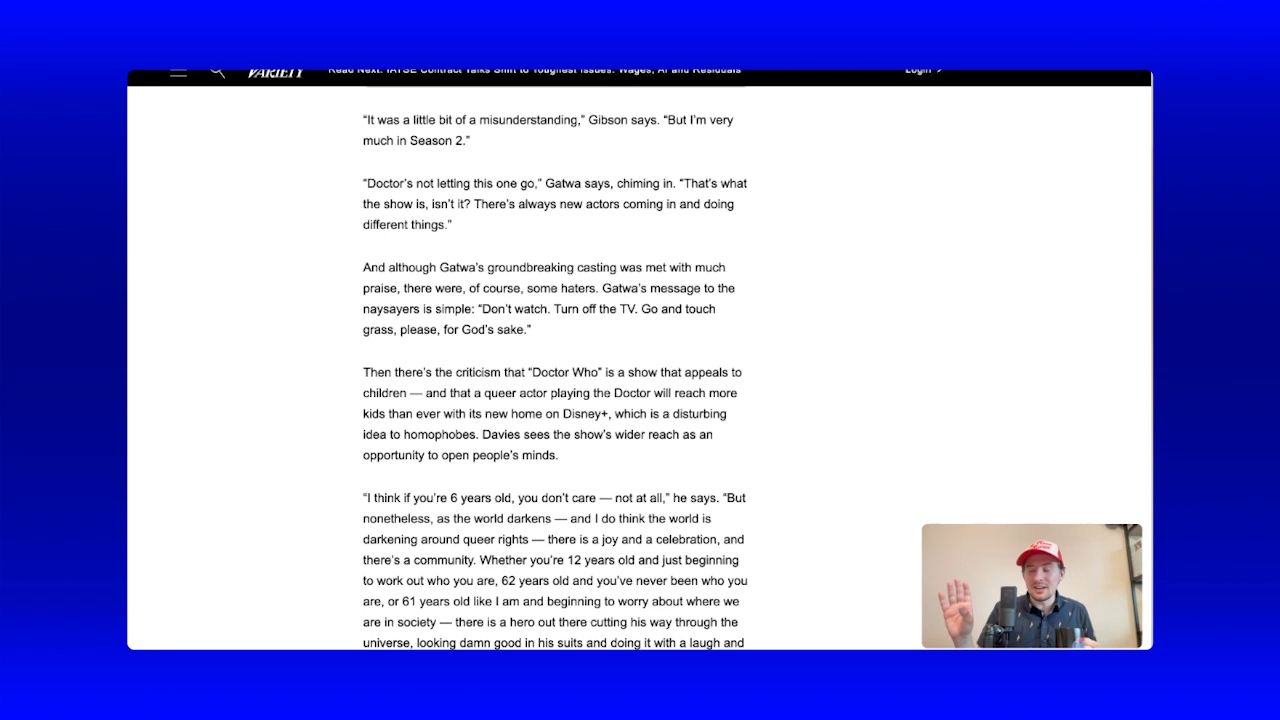 VARIETY
Read Next: IATSE Contract Talks Shift to Toughest Issues: Wages, AI and Residuals
Login
“It was a little bit of a misunderstanding,” Gibson says. “But I’m very
much in Season 2.”
“Doctor’s not letting this one go,” Gatwa says, chiming in. “That’s what
the show is, isn’t it? There’s always new actors coming in and doing
different things.”
And although Gatwa’s groundbreaking casting was met with much
praise, there were, of course, some haters. Gatwa’s message to the
naysayers is simple: “Don’t watch. Turn off the TV. Go and touch
grass, please, for God’s sake.”
Then there’s the criticism that “Doctor Who” is a show that appeals to
children — and that a queer actor playing the Doctor will reach more
kids than ever with its new home on Disney+, which is a disturbing
idea to homophobes. Davies sees the show’s wider reach as an
opportunity to open people’s minds.
“I think if you’re 6 years old, you don’t care — not at all,” he says. “But
nonetheless, as the world darkens — and I do think the world is
darkening around queer rights — there is a joy and a celebration, and
there’s a community. Whether you’re 12 years old and just beginning
to work out who you are, 62 years old and you’ve never been who you
are, or 61 years old like I am and beginning to worry about where we
are in society — there is a hero out there cutting his way through the
universe, looking damn good in his suits and doing it with a laugh and